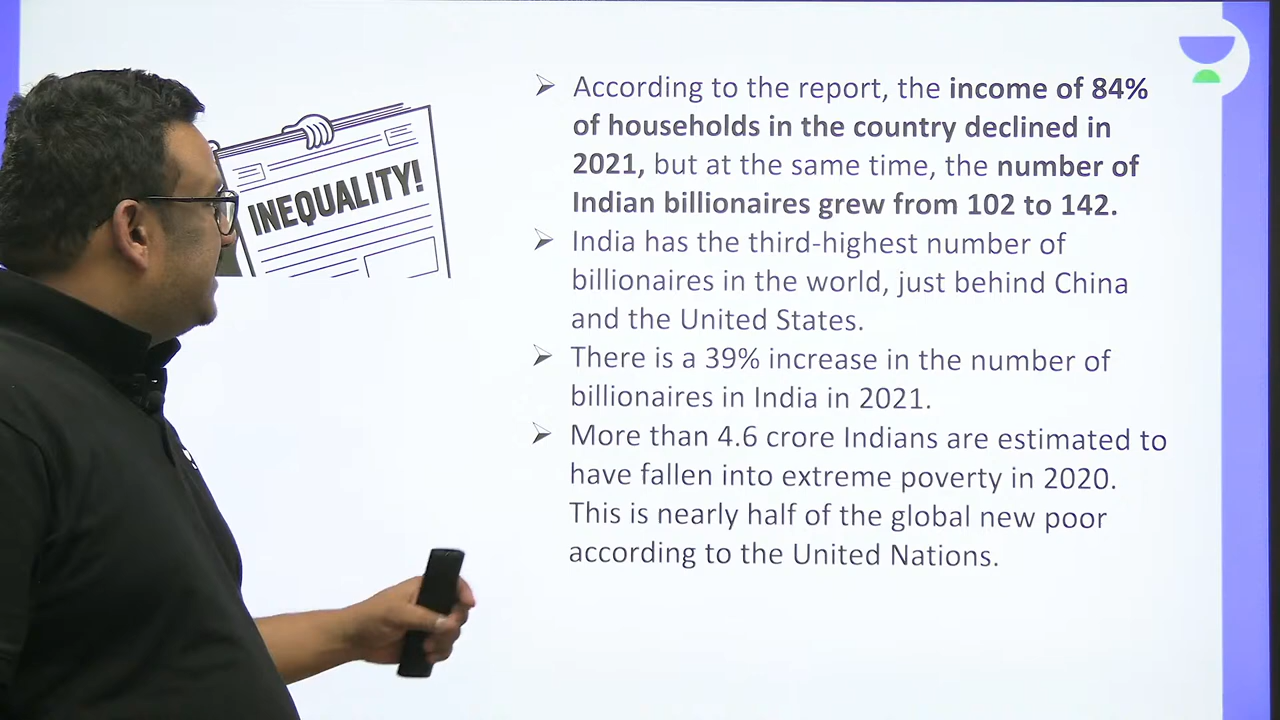 INEQUALITY!
➢ According to the report, the income of 84%
of households in the country declined in
2021, but at the same time, the number of
Indian billionaires grew from 102 to 142.
➢ India has the third-highest number of
billionaires in the world, just behind China
and the United States.
➢ There is a 39% increase in the number of
billionaires in India in 2021.
➢ More than 4.6 crore Indians are estimated to
have fallen into extreme poverty in 2020.
This is nearly half of the global new poor
according to the United Nations.